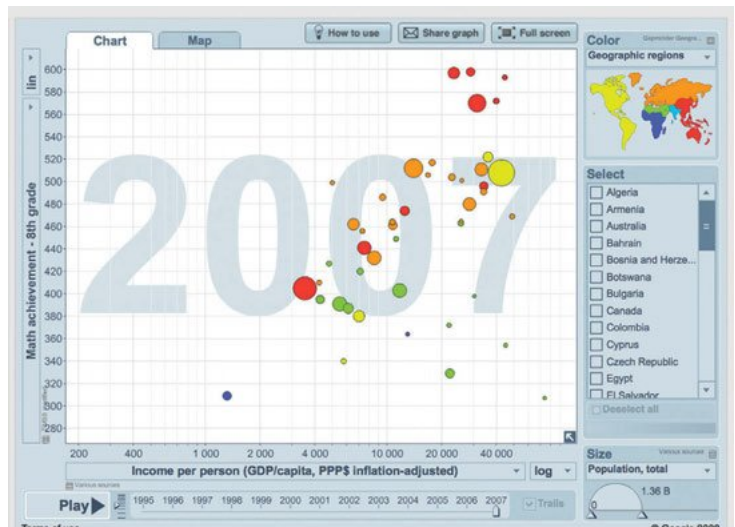 Chart
Map
How to use
Share graph
Full screen
Color
Geographic regions
lin
Math achievement - 8th grade
600
580
560
540
520
500
480
460
440
420
400
380
360
340
320
300
280
2007
200
400
1 000
2 000
4 000
10 000
20 000
40 000
Income per person (GDP/capita, PPP$ inflation-adjusted)
log
Various sources
Select
Algeria
Armenia
Australia
Bahrain
Bosnia and Herze...
Botswana
Bulgaria
Canada
Colombia
Cyprus
Czech Republic
Egypt
El Salvador
Deselect all
Size
Various sources
Population, total
1.36 B
0
Play
1995 1996 1997 1998 1999 2000 2001 2002 2003 2004 2005 2006 2007
Trails